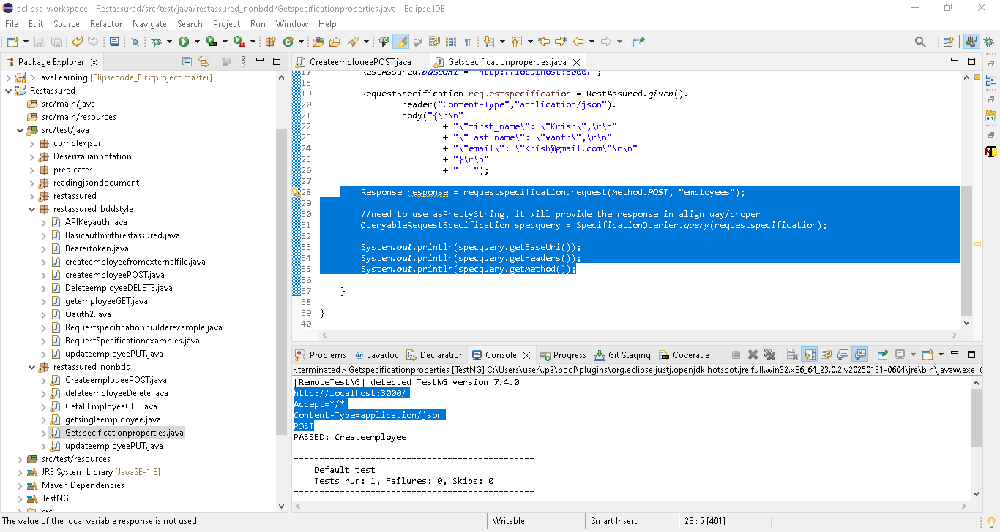 eclipse-workspace - Restassured/src/test/java/restassured_nonbdd/Getspecificationproperties.java - Eclipse IDE
File Edit Source Refactor Navigate Search Project Run Window Help
Package Explorer
> JavaLearning [Elipsecode_Firstproject master]
Restassured
src/main/java
src/main/resources
src/test/java
complexjson
Deserizaliannotation
predicates
readingjsondocument
restassured
restassured_bddstyle
APIKeyauth.java
Basicauthwithrestassured.java
Bearertoken.java
createemployeefromexternalfile.java
createemployeePOST.java
DeleteemployeeDELETE.java
getemployeeGET.java
Oauth2.java
Requestspecificationbuilderexample.java
RequestSpecificationexamples.java
updateemployeePUT.java
restassured_nonbdd
CreateemploueePOST.java
deleteemployeeDelete.java
GetallEmployeeGET.java
getsingleemplooyee.java
Getspecificationproperties.java
updateemployeePUT.java
src/test/resources
JRE System Library [JavaSE-1.8]
Maven Dependencies
TestNG
src
CreateemploueePOST.java Getspecificationproperties.java
17 RestAssured.baseUri = "http://localhost:3000/";
18
19 RequestSpecification requestspecification = RestAssured.given().
20 header("Content-Type","application/json").
21 body("{\r\n"
22 + "\"first_name\": \"Krish\",\r\n"
23 + "\"last_name\": \"vanth\",\r\n"
24 + "\"email\": \"Krish@gmail.com\"\r\n"
25 + "}\r\n"
26 + "   ");
27
28 Response response = requestspecification.request(Method.POST, "employees");
29
30 //need to use asPrettyString, it will provide the response in align way/proper
31 QueryableRequestSpecification specquery = SpecificationQuerier.query(requestspecification);
32
33 System.out.println(specquery.getBaseUri());
34 System.out.println(specquery.getHeaders());
35 System.out.println(specquery.getMethod());
36
37 }
38
39 }
40
Problems @ Javadoc Declaration Console Progress Git Staging Coverage
<terminated> Getspecificationproperties [TestNG] C:\Users\user\.p2\pool\plugins\org.eclipse.justj.openjdk.hotspot.jre.full.win32.x86_64_23.0.2.v20250131-0604\jre\bin\javaw.exe (
[RemoteTestNG] detected TestNG version 7.4.0
http://localhost:3000/
Accept=*/*
Content-Type=application/json
POST
PASSED: Createemployee
===============================================
Default test
Tests run: 1, Failures: 0, Skips: 0
===============================================
The value of the local variable response is not used Writable Smart Insert 28 : 5 [401]